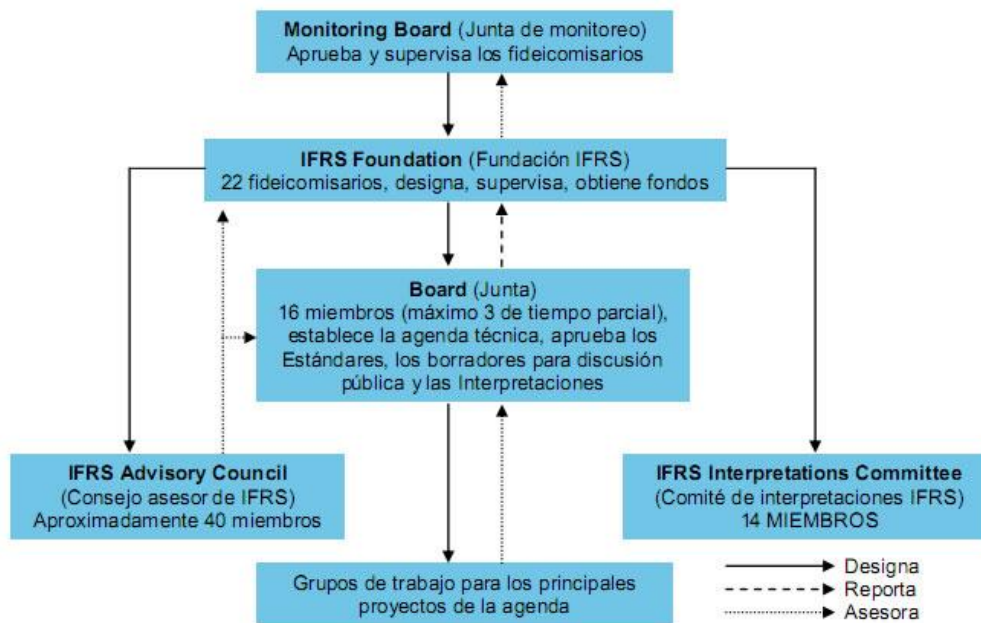 Monitoring Board (Junta de monitoreo)
Aprueba y supervisa los fideicomisarios
IFRS Foundation (Fundación IFRS)
22 fideicomisarios, designa, supervisa, obtiene fondos
Board (Junta)
16 miembros (máximo 3 de tiempo parcial),
establece la agenda técnica, aprueba los
Estándares, los borradores para discusión
pública y las Interpretaciones
IFRS Advisory Council
(Consejo asesor de IFRS)
Aproximadamente 40 miembros
IFRS Interpretations Committee
(Comité de interpretaciones IFRS)
14 MIEMBROS
Grupos de trabajo para los principales
proyectos de la agenda
Designa
Reporta
Asesora